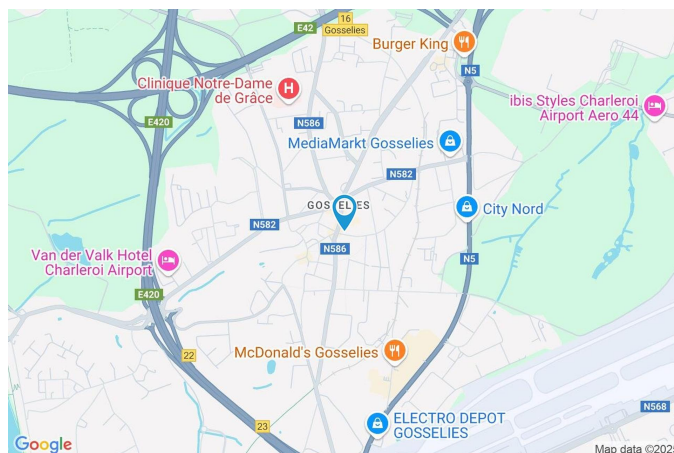 16
Gosselies
E42
Burger King
N5
Clinique Notre-Dame
de Grâce
H
ibis Styles Charleroi
Airport Aero 44
E420
N586
MediaMarkt Gosselies
N582
GOSSELIES
City Nord
N582
N586
Van der Valk Hotel
Charleroi Airport
N5
E420
22
McDonald's Gosselies
N568
23
ELECTRO DEPOT
GOSSELIES
Google
Map data ©2025